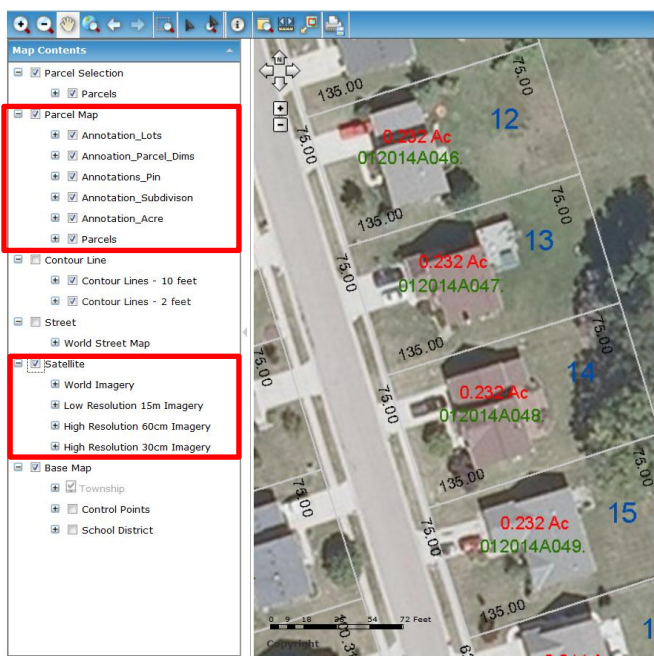 Map Contents
Parcel Selection
Parcels
Parcel Map
Annotation_Lots
Annoation_Parcel_Dims
Annotations_Pin
Annotation_Subdivison
Annotation_Acre
Parcels
Contour Line
Contour Lines - 10 feet
Contour Lines - 2 feet
Street
World Street Map
Satellite
World Imagery
Low Resolution 15m Imagery
High Resolution 60cm Imagery
High Resolution 30cm Imagery
Base Map
Township
Control Points
School District
N
75.00
135.00
12
75.00
0.232 Ac
012014A046.
75.00
135.00
13
75.00
0.232 Ac
012014A047.
75.00
135.00
75.00
14
75.00
0.232 Ac
012014A048.
75.00
135.00
75.00
15
75.00
0.232 Ac
012014A049.
135.00
0 9 18 36 54 72 Feet
Copyright